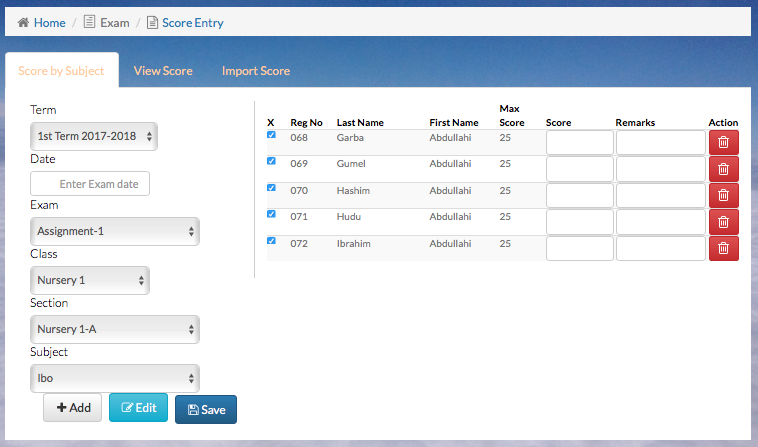 Home / Exam / Score Entry
Score by Subject View Score Import Score
Term
1st Term 2017-2018
Date
Enter Exam date
Exam
Assignment-1
Class
Nursery 1
Section
Nursery 1-A
Subject
Ibo
+ Add Edit Save
X Reg No Last Name First Name Max Score Score Remarks Action
068 Garba Abdullahi 25
069 Gumel Abdullahi 25
070 Hashim Abdullahi 25
071 Hudu Abdullahi 25
072 Ibrahim Abdullahi 25